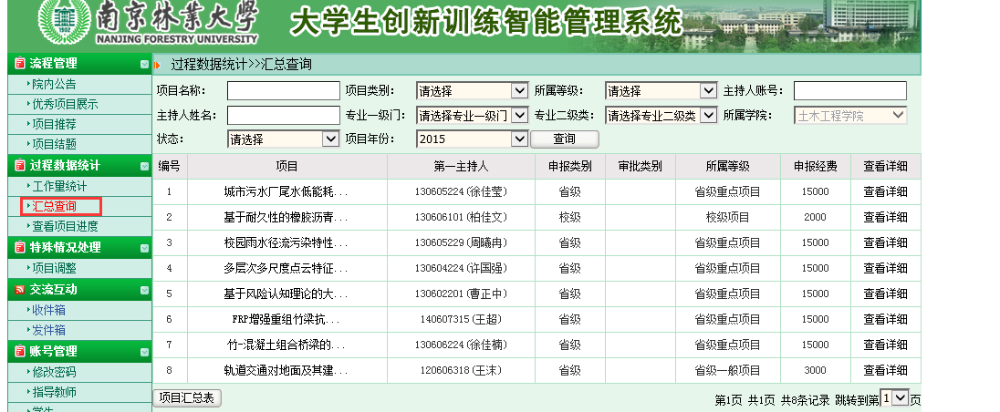 南京林业大学
NANJING FORESTRY UNIVERSITY
1902
大学生创新训练智能管理系统
流程管理
院内公告
优秀项目展示
项目推荐
项目结题
过程数据统计
工作量统计
汇总查询
查看项目进度
特殊情况处理
项目调整
交流互动
收件箱
发件箱
账号管理
修改密码
指导教师
学生
过程数据统计>>汇总查询
项目名称： 项目类别： 请选择 所属等级： 请选择 主持人账号：
主持人姓名： 专业一级门： 请选择专业一级门 专业二级类： 请选择专业二级类 所属学院： 土木工程学院
状态： 请选择 项目年份： 2015 查询
编号 项目 第一主持人 申报类别 审批类别 所属等级 申报经费 查看详细
1 城市污水厂尾水低能耗... 130605224(徐佳莹) 省级 省级重点项目 15000 查看详细
2 基于耐久性的橡胶沥青... 130606101(柏佳文) 校级 校级项目 2000 查看详细
3 校园雨水径流污染特性... 130605229(周曦冉) 省级 省级重点项目 15000 查看详细
4 多层次多尺度点云特征... 130604224(许国强) 省级 省级重点项目 15000 查看详细
5 基于风险认知理论的大... 130602201(曹正中) 省级 省级重点项目 15000 查看详细
6 FRP增强重组竹梁抗... 140607315(王超) 省级 省级重点项目 15000 查看详细
7 竹-混凝土组合桥梁的... 130606224(徐佳楠) 省级 省级重点项目 15000 查看详细
8 轨道交通对地面及其建... 120606318(王沫) 省级 省级一般项目 3000 查看详细
项目汇总表 第1页 共1页 共8条记录 跳转到第 1 页